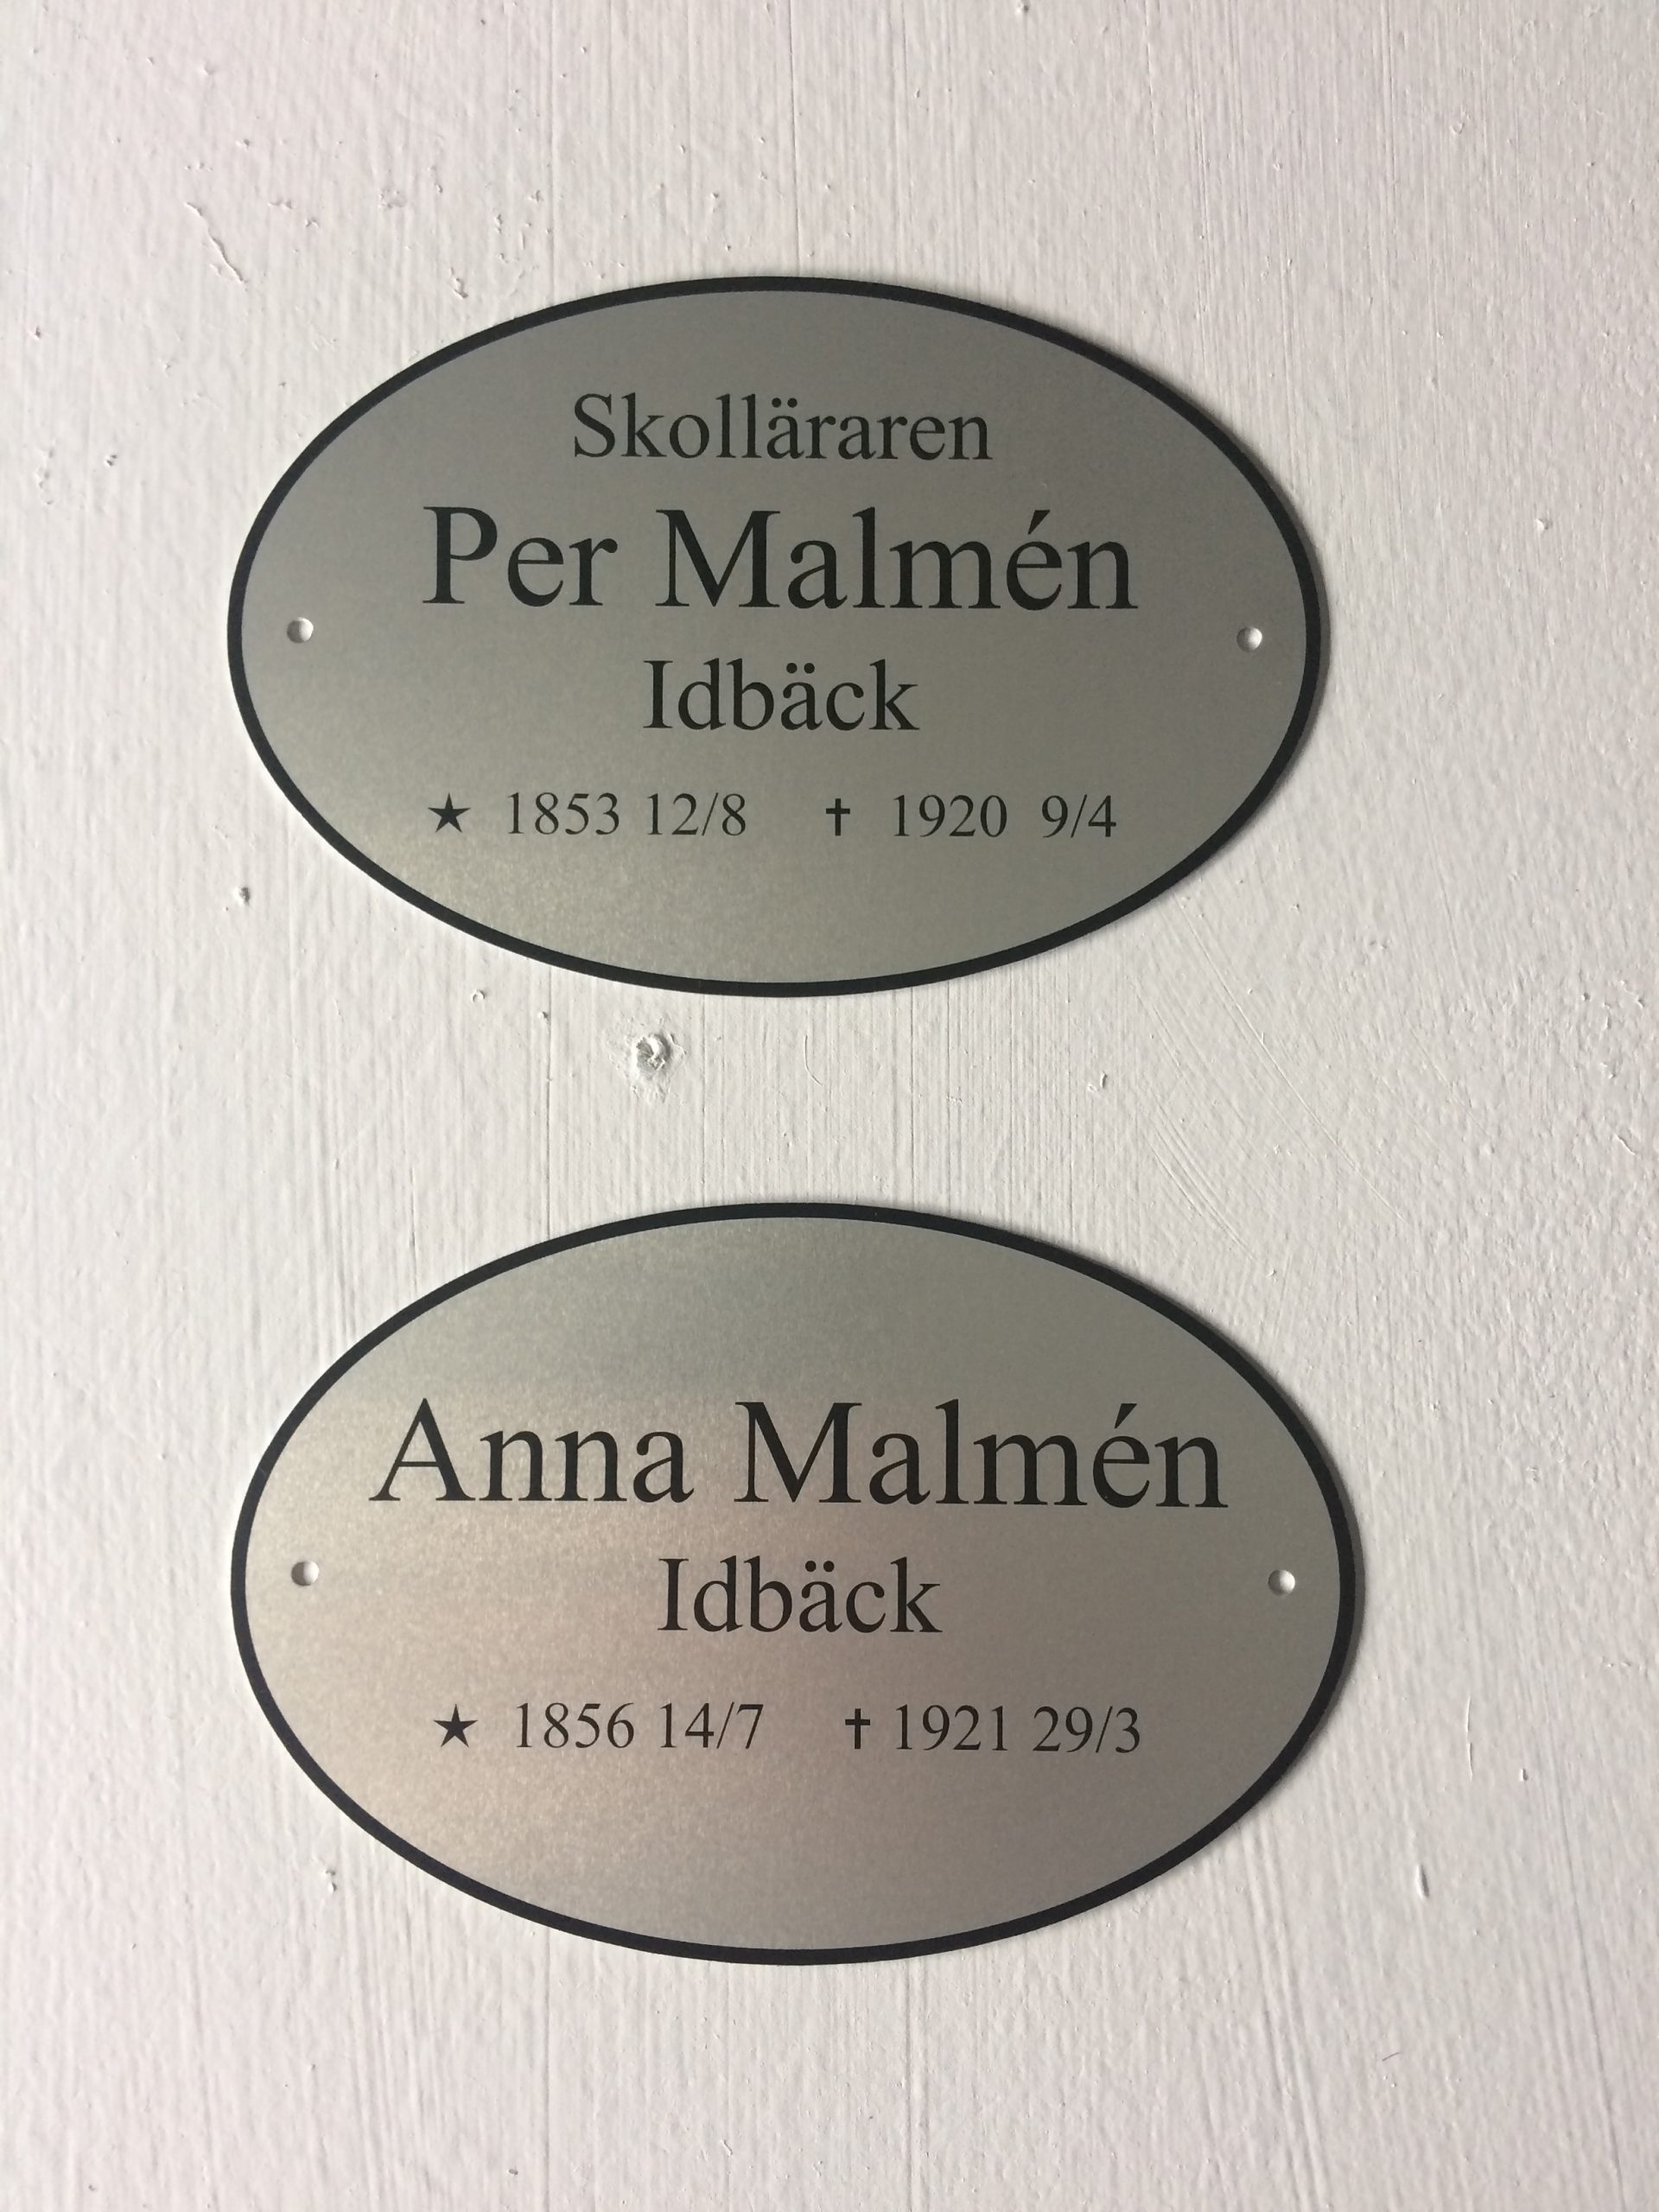 Skolläraren
Per Malmén
Idbäck
★ 1853 12/8 † 1920 9/4
Anna Malmén
Idbäck
★ 1856 14/7 † 1921 29/3